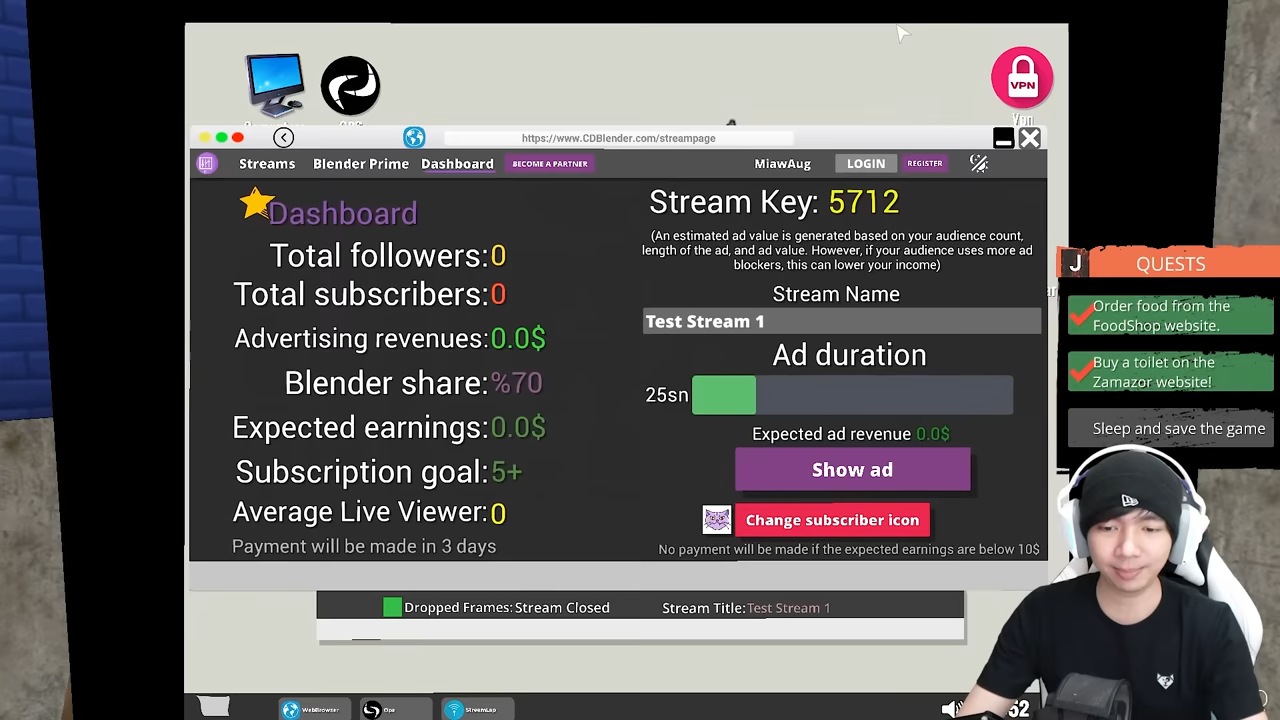 VPN
Vpn
https://www.CDBlender.com/streampage
Streams Blender Prime Dashboard BECOME A PARTNER MiawAug LOGIN REGISTER
Dashboard
Total followers:0
Total subscribers:0
Advertising revenues:0.0$
Blender share:%70
Expected earnings:0.0$
Subscription goal:5+
Average Live Viewer:0
Payment will be made in 3 days
Stream Key: 5712
(An estimated ad value is generated based on your audience count,
length of the ad, and ad value. However, if your audience uses more ad
blockers, this can lower your income)
Stream Name
Test Stream 1
Ad duration
25sn
Expected ad revenue 0.0$
Show ad
Change subscriber icon
No payment will be made if the expected earnings are below 10$
J QUESTS
Order food from the
FoodShop website.
Buy a toilet on the
Zamazor website!
Sleep and save the game
Dropped Frames: Stream Closed Stream Title:Test Stream 1
WebBrowser Ops StreamLap
52